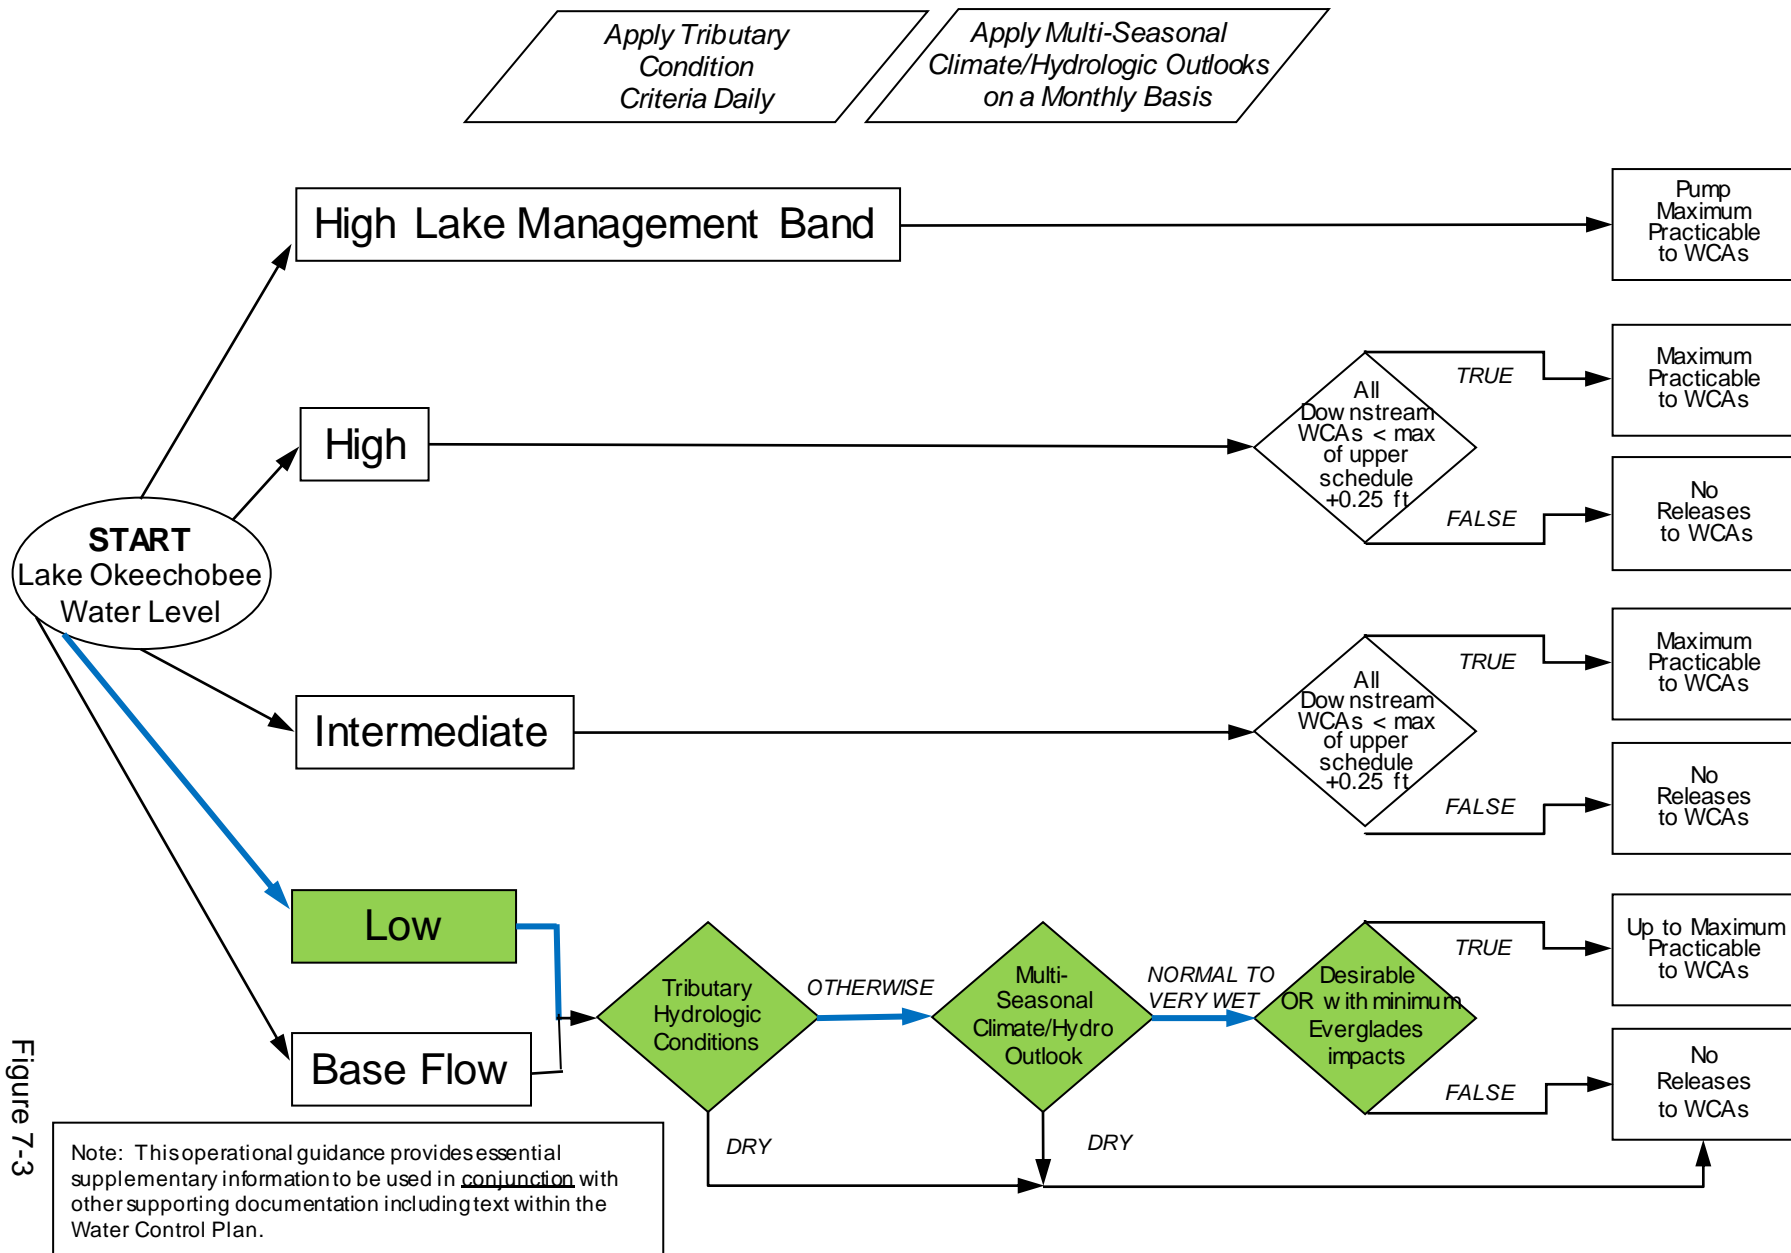 Apply Tributary
Condition
Criteria Daily
Apply Multi-Seasonal
Climate/Hydrologic Outlooks
on a Monthly Basis
High Lake Management Band
Pump
Maximum
Practicable
to WCAs
High
All
Downstream
WCAs < max
of upper
schedule
+0.25 ft
TRUE
Maximum
Practicable
to WCAs
FALSE
No
Releases
to WCAs
START
Lake Okeechobee
Water Level
Intermediate
All
Downstream
WCAs < max
of upper
schedule
+0.25 ft
TRUE
Maximum
Practicable
to WCAs
FALSE
No
Releases
to WCAs
Low
Base Flow
Tributary
Hydrologic
Conditions
OTHERWISE
DRY
Multi-
Seasonal
Climate/Hydro
Outlook
NORMAL TO
VERY WET
DRY
Desirable
OR with minimum
Everglades
impacts
TRUE
Up to Maximum
Practicable
to WCAs
FALSE
No
Releases
to WCAs
Note: This operational guidance provides essential
supplementary information to be used in conjunction with
other supporting documentation including text within the
Water Control Plan.
Figure 7-3